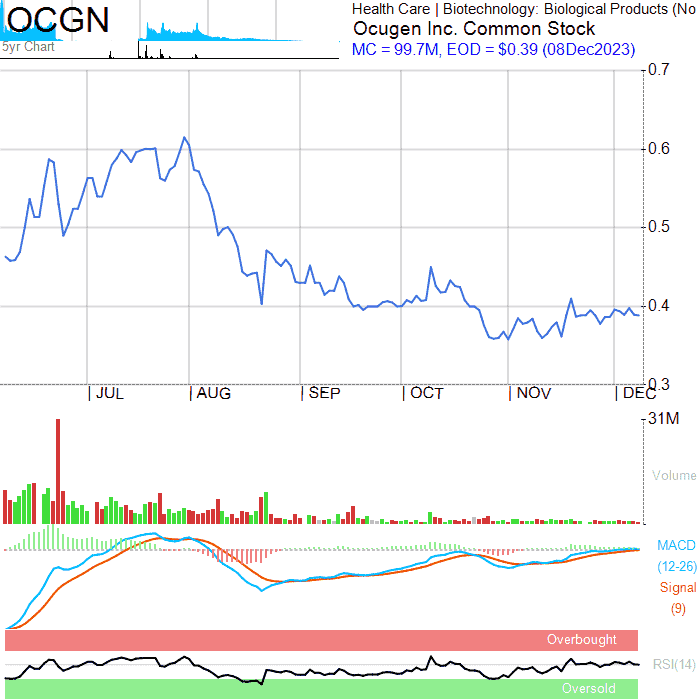 OCGN
5yr Chart
Health Care | Biotechnology: Biological Products (No
Ocugen Inc. Common Stock
MC = 99.7M, EOD = $0.39 (08Dec2023)
0.7
0.6
0.5
0.4
0.3
JUL AUG SEP OCT NOV DEC
31M
Volume
MACD
(12-26)
Signal
(9)
Overbought
RSI(14)
Oversold